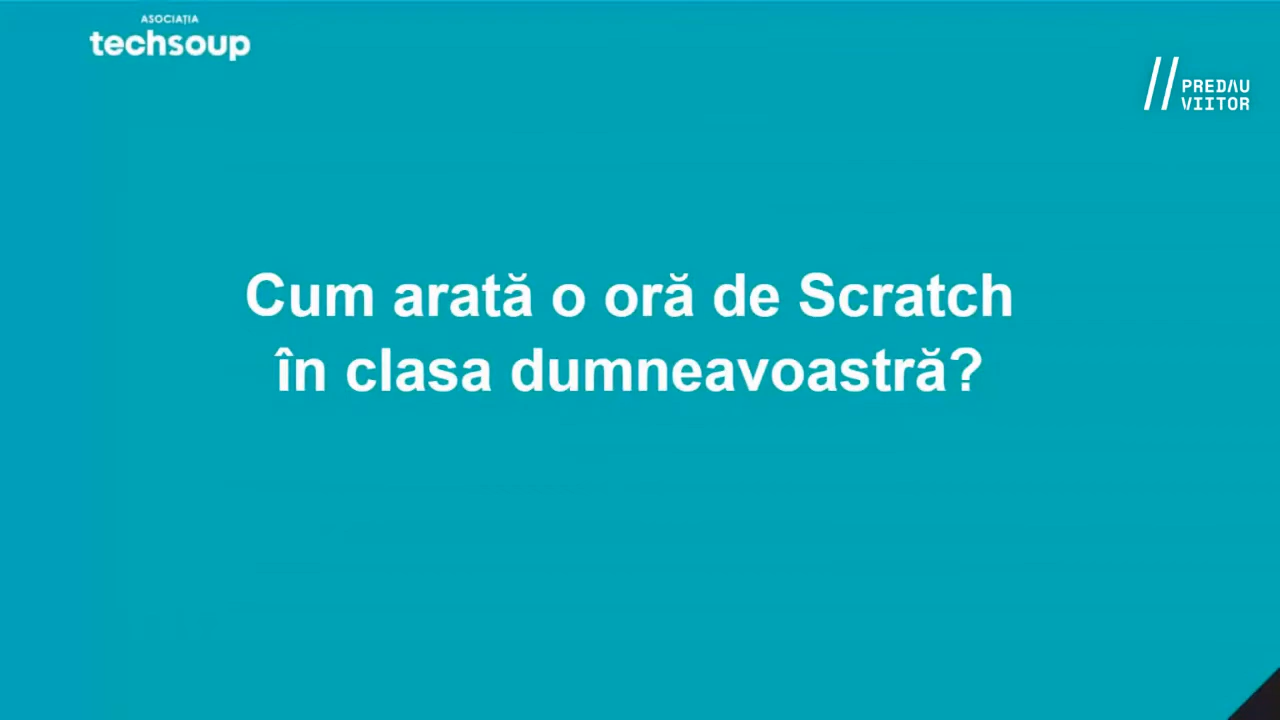 ASOCIAȚIA
techsoup
PREDAU
VIITOR
Cum arată o oră de Scratch
în clasa dumneavoastră?